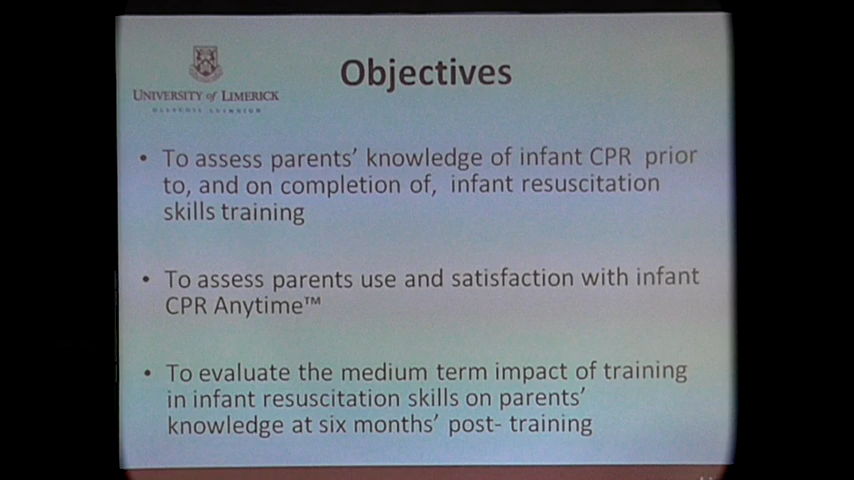 Objectives
UNIVERSITY of LIMERICK
• To assess parents' knowledge of infant CPR prior
to, and on completion of, infant resuscitation
skills training
• To assess parents use and satisfaction with infant
CPR Anytime™
• To evaluate the medium term impact of training
in infant resuscitation skills on parents'
knowledge at six months' post- training